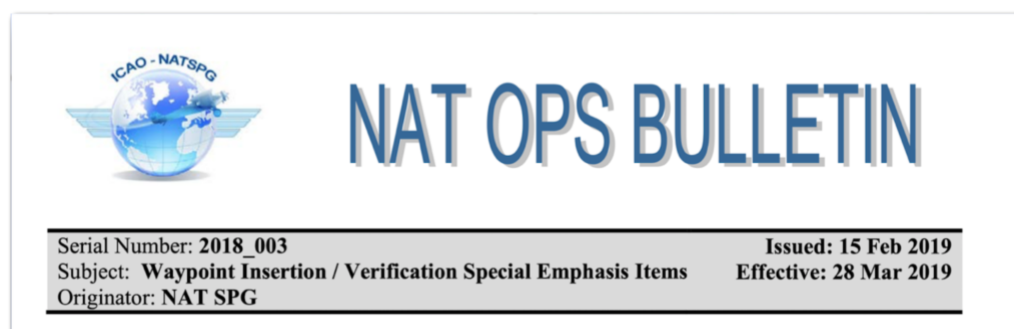 ICAO - NATSPG
NAT OPS BULLETIN
Serial Number: 2018_003
Issued: 15 Feb 2019
Subject: Waypoint Insertion / Verification Special Emphasis Items
Effective: 28 Mar 2019
Originator: NAT SPG